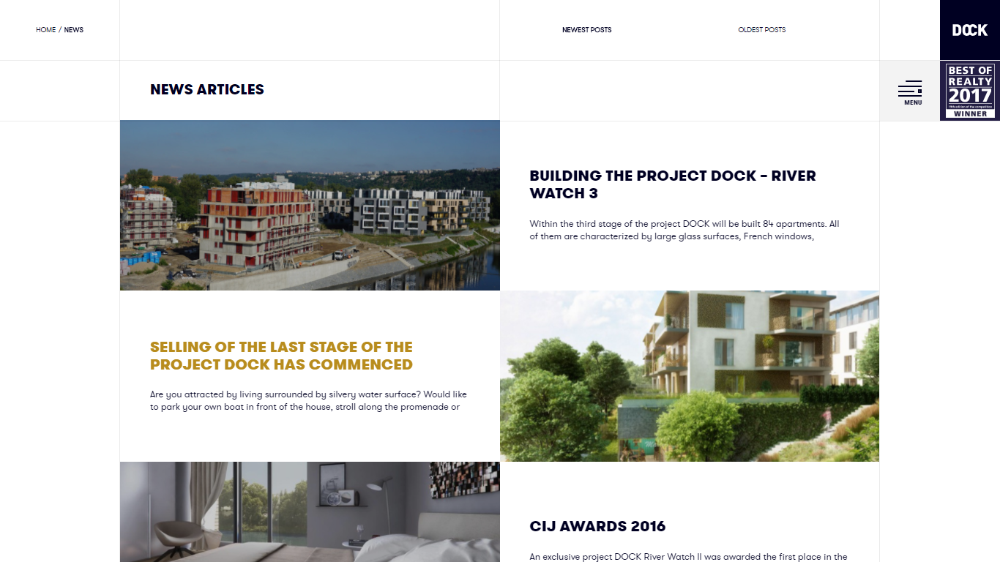 HOME / NEWS
NEWEST POSTS
OLDEST POSTS
DOCK
NEWS ARTICLES
MENU
BEST OF
REALTY
2017
19th edition of the competition
WINNER
BUILDING THE PROJECT DOCK – RIVER
WATCH 3
Within the third stage of the project DOCK will be built 84 apartments. All
of them are characterized by large glass surfaces, French windows,
SELLING OF THE LAST STAGE OF THE
PROJECT DOCK HAS COMMENCED
Are you attracted by living surrounded by silvery water surface? Would like
to park your own boat in front of the house, stroll along the promenade or
CIJ AWARDS 2016
An exclusive project DOCK River Watch II was awarded the first place in the